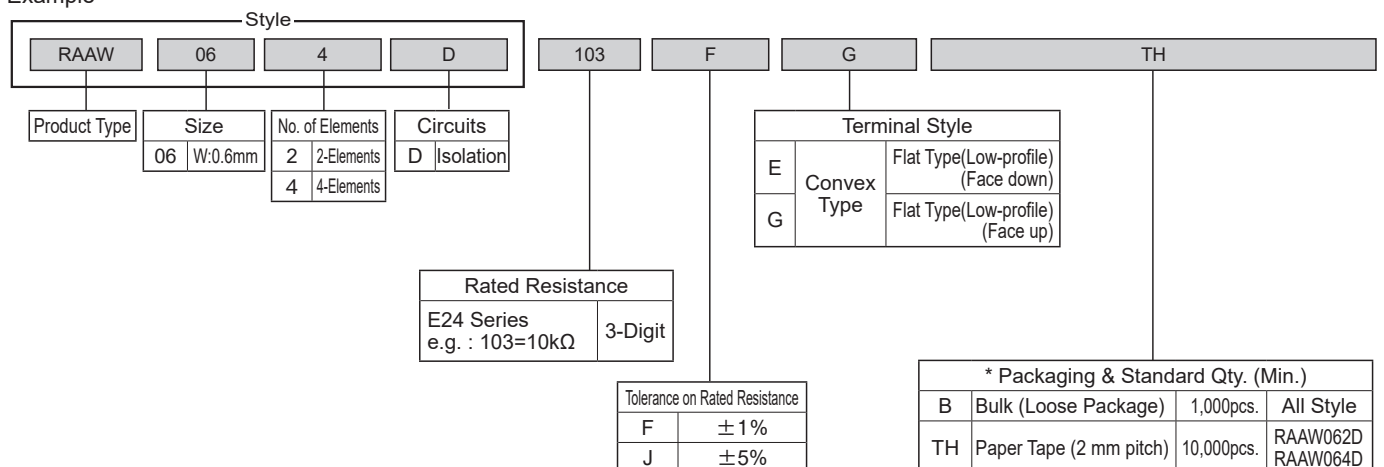 Example
Style
RAAW 06 4 D 103 F G TH
Product Type
Size
06 W:0.6mm
No. of Elements
2 2-Elements
4 4-Elements
Circuits
D Isolation
Terminal Style
E Convex Type Flat Type(Low-profile) (Face down)
G Flat Type(Low-profile) (Face up)
Rated Resistance
E24 Series
e.g. : 103=10kΩ
3-Digit
Tolerance on Rated Resistance
F ±1%
J ±5%
* Packaging & Standard Qty. (Min.)
B Bulk (Loose Package) 1,000pcs. All Style
TH Paper Tape (2 mm pitch) 10,000pcs. RAAW062D
RAAW064D